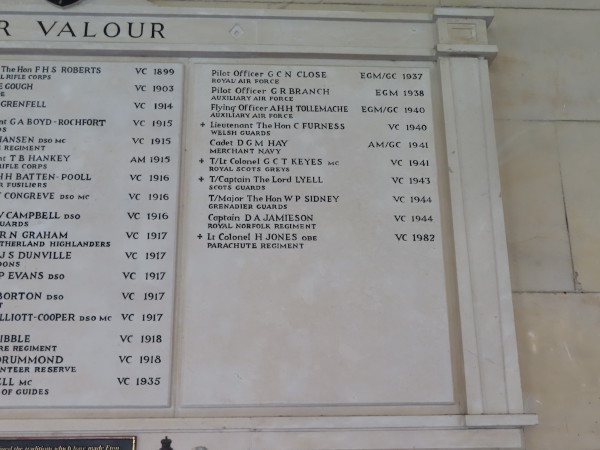 R VALOUR
The Hon F H S ROBERTS VC 1899
RIFLE CORPS
GOUGH VC 1903
GRENFELL VC 1914
G A BOYD-ROCHFORT VC 1915
HANSEN DSO MC VC 1915
REGIMENT
T B HANKEY AM 1915
RIFLE CORPS
H H BATTEN-POOLL VC 1916
FUSILIERS
CONGREVE DSO MC VC 1916
CAMPBELL DSO VC 1916
GUARDS
R N GRAHAM VC 1917
THERLAND HIGHLANDERS
J S DUNVILLE VC 1917
P EVANS DSO VC 1917
BORTON DSO VC 1917
LLIOTT-COOPER DSO MC VC 1917
IBBLE VC 1918
RE REGIMENT
DRUMMOND VC 1918
NTEER RESERVE
ELL MC VC 1935
OF GUIDES
Pilot Officer G C N CLOSE EGM/GC 1937
ROYAL AIR FORCE
Pilot Officer G R BRANCH EGM 1938
AUXILIARY AIR FORCE
Flying Officer A H H TOLLEMACHE EGM/GC 1940
AUXILIARY AIR FORCE
+ Lieutenant The Hon C FURNESS VC 1940
WELSH GUARDS
Cadet D G M HAY AM/GC 1941
MERCHANT NAVY
+ T/Lt Colonel G C T KEYES MC VC 1941
ROYAL SCOTS GREYS
+ T/Captain The Lord LYELL VC 1943
SCOTS GUARDS
T/Major The Hon W P SIDNEY VC 1944
GRENADIER GUARDS
Captain D A JAMIESON VC 1944
ROYAL NORFOLK REGIMENT
+ Lt Colonel H JONES OBE VC 1982
PARACHUTE REGIMENT